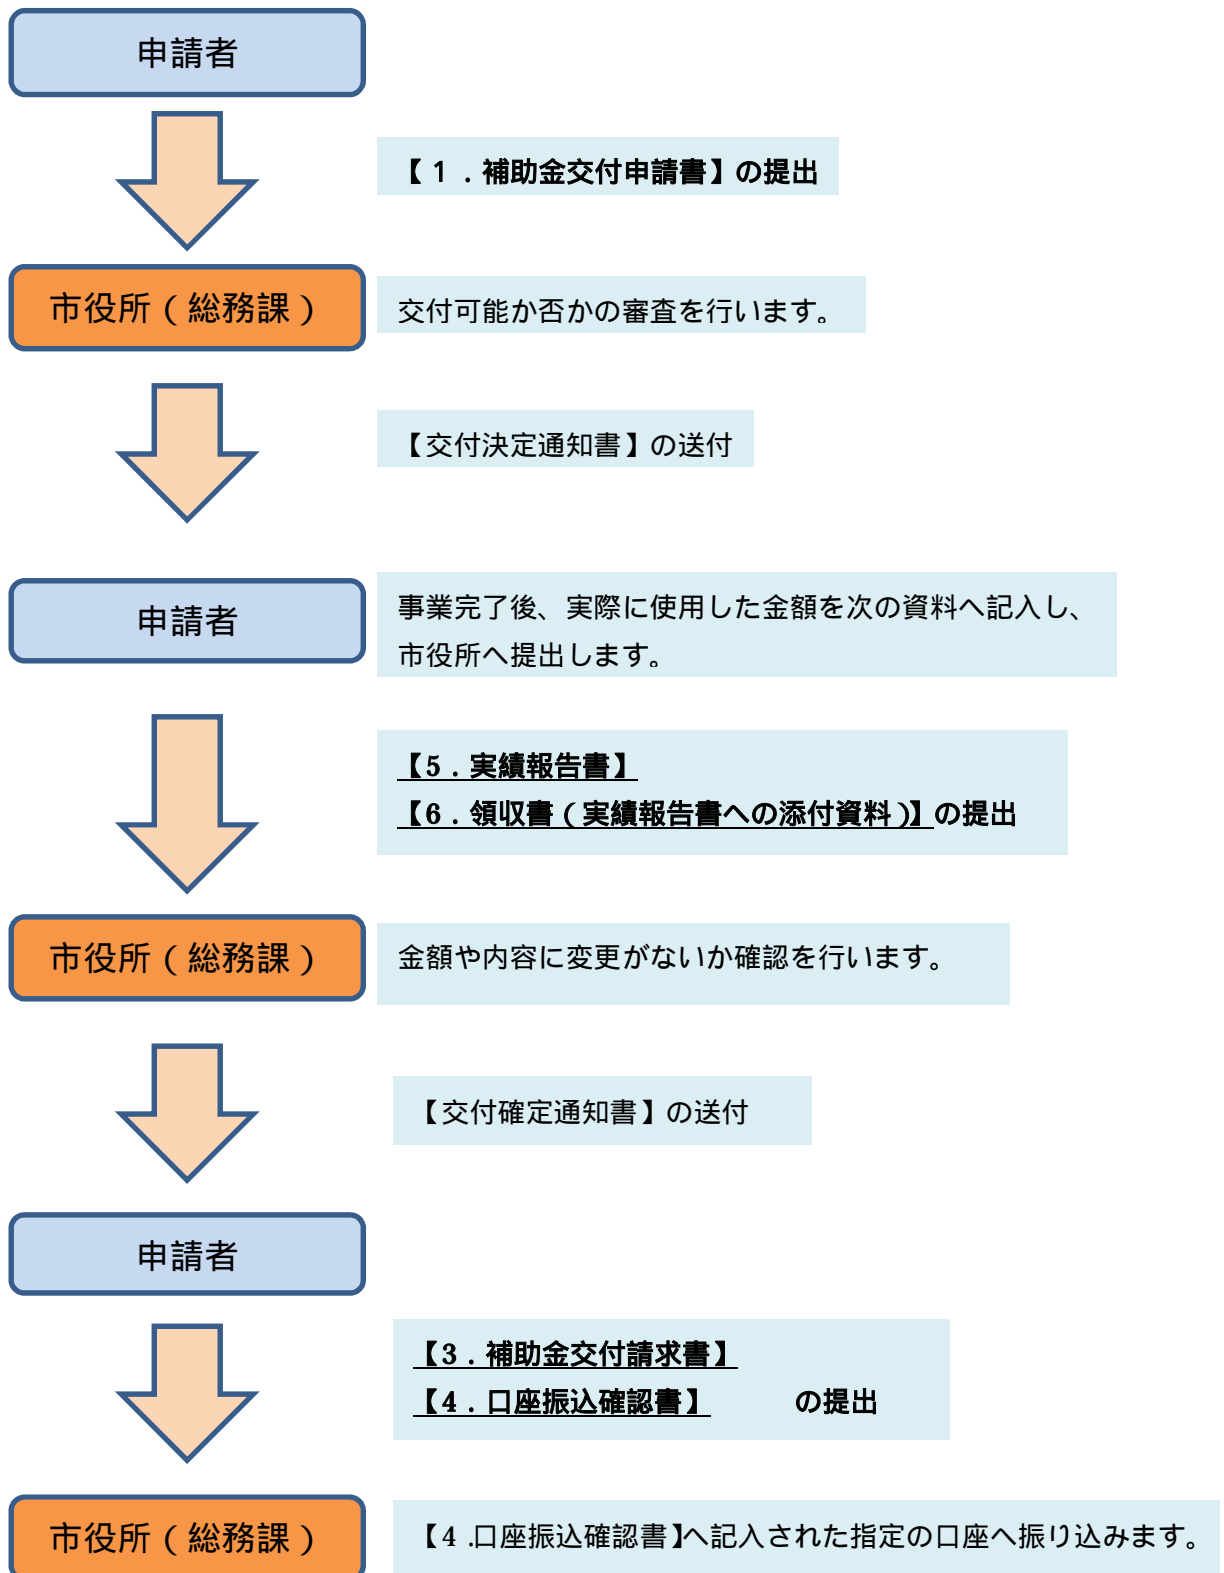 申請者
【1．補助金交付申請書】の提出
市役所（総務課）
交付可能か否かの審査を行います。
【交付決定通知書】の送付
申請者
事業完了後、実際に使用した金額を次の資料へ記入し、
市役所へ提出します。
【5．実績報告書】
【6．領収書（実績報告書への添付資料）】の提出
市役所（総務課）
金額や内容に変更がないか確認を行います。
【交付確定通知書】の送付
申請者
【3．補助金交付請求書】
【4．口座振込確認書】　　　の提出
市役所（総務課）
【4．口座振込確認書】へ記入された指定の口座へ振り込みます。